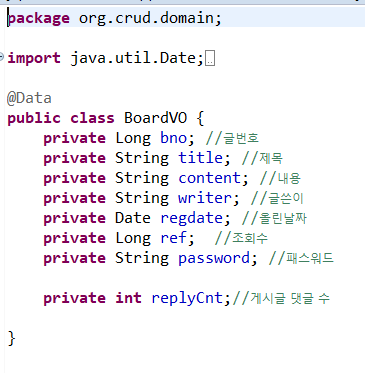 package org.crud.domain;
import java.util.Date;
@Data
public class BoardVO {
private Long bno; //글번호
private String title; //제목
private String content; //내용
private String writer; //글쓴이
private Date regdate; //올린날짜
private Long ref; //조회수
private String password; //패스워드
private int replyCnt;//게시글 댓글 수
}